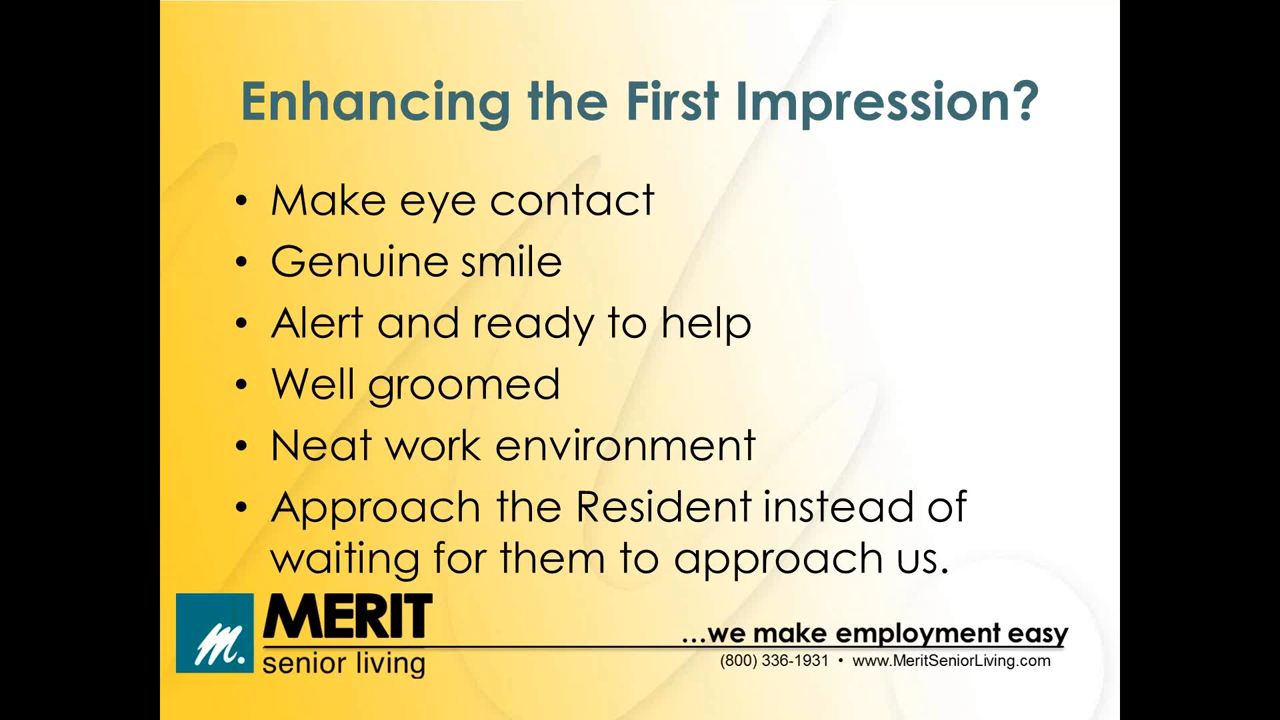 Enhancing the First Impression?
• Make eye contact
• Genuine smile
• Alert and ready to help
• Well groomed
• Neat work environment
• Approach the Resident instead of
waiting for them to approach us.
m.
MERIT
senior living
...we make employment easy
(800) 336-1931 • www.MeritSeniorLiving.com